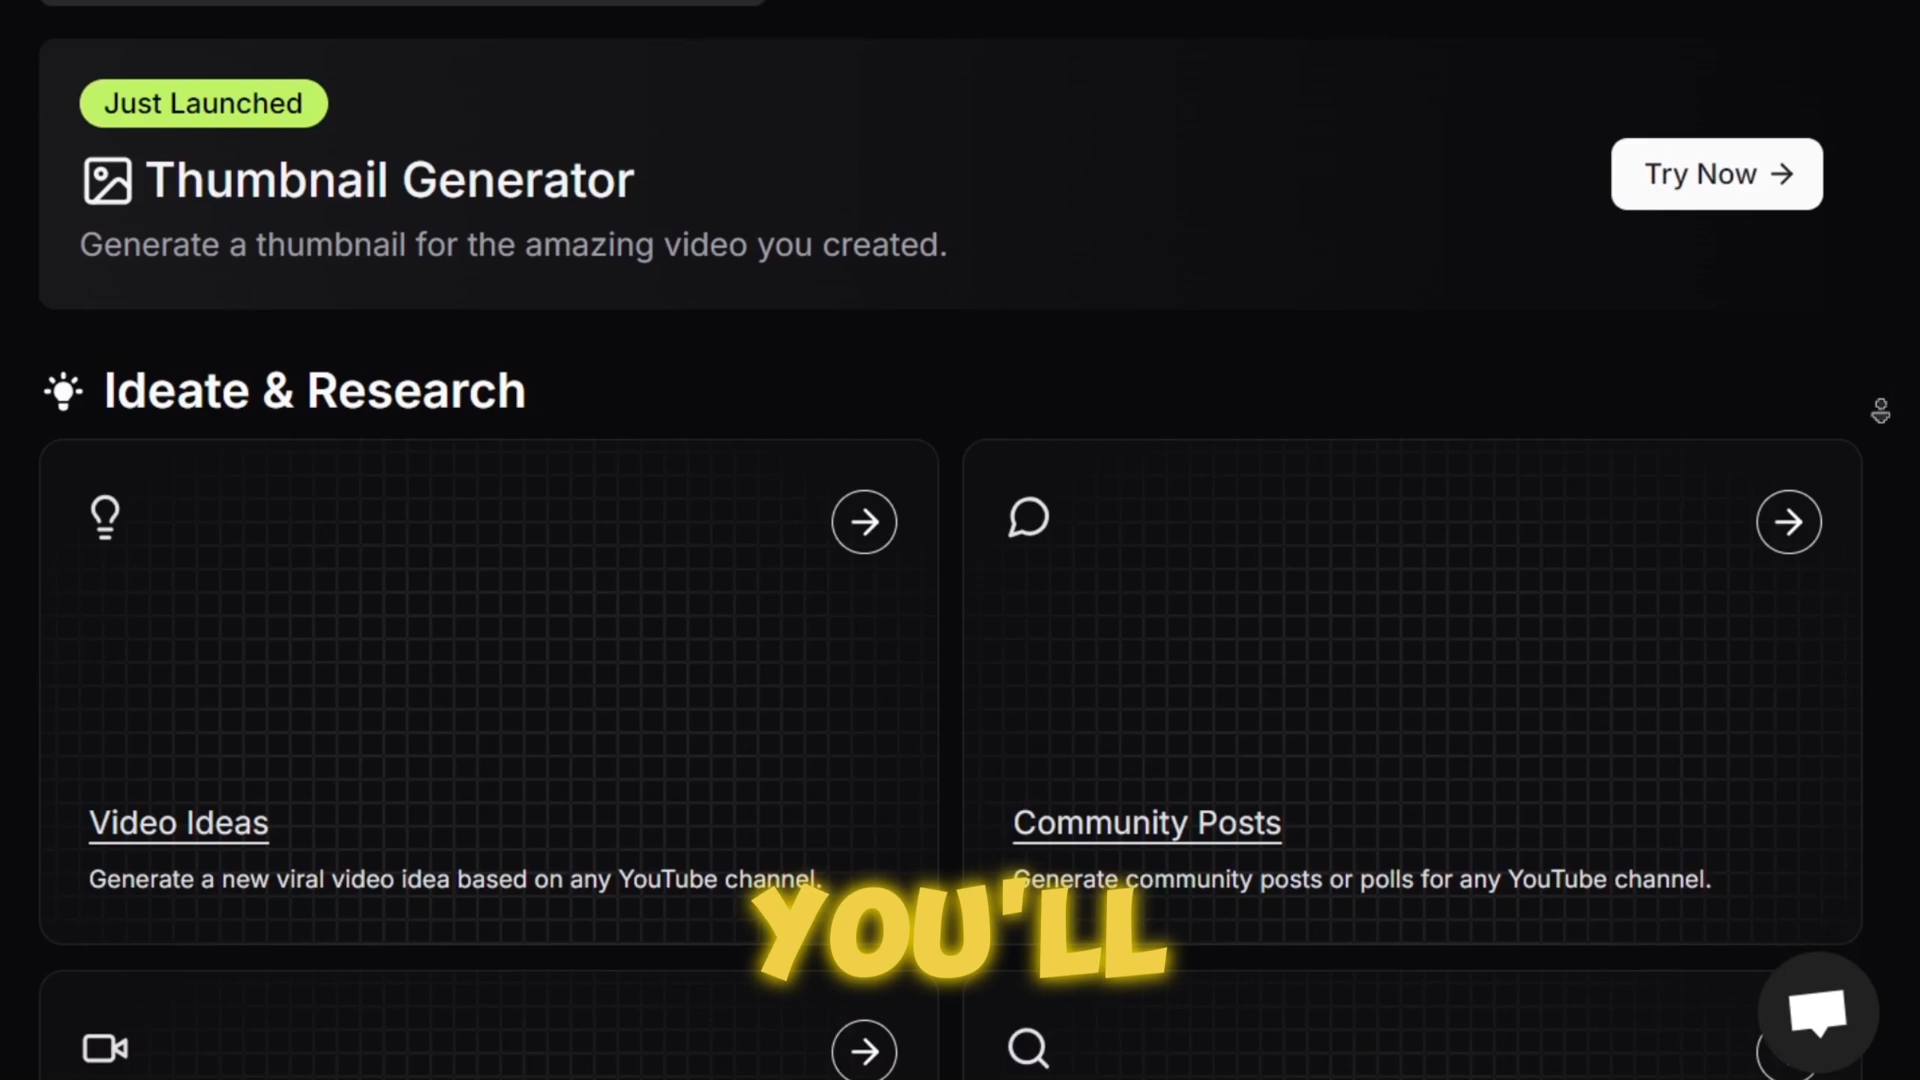 Just Launched
Thumbnail Generator
Generate a thumbnail for the amazing video you created.
Try Now
Ideate & Research
Video Ideas
Generate a new viral video idea based on any YouTube channel.
Community Posts
Generate community posts or polls for any YouTube channel.
YOU'LL